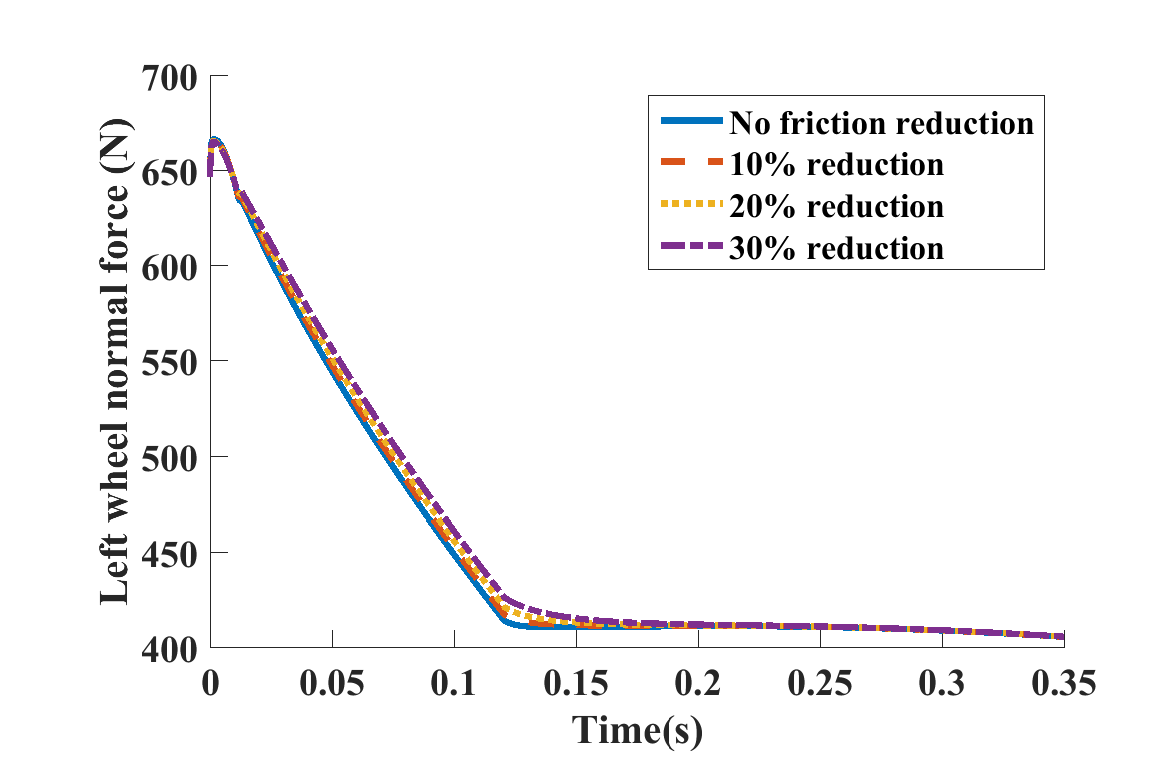 700
650
600
550
500
450
400
Left wheel normal force (N)
No friction reduction
10% reduction
20% reduction
30% reduction
0 0.05 0.1 0.15 0.2 0.25 0.3 0.35
Time(s)